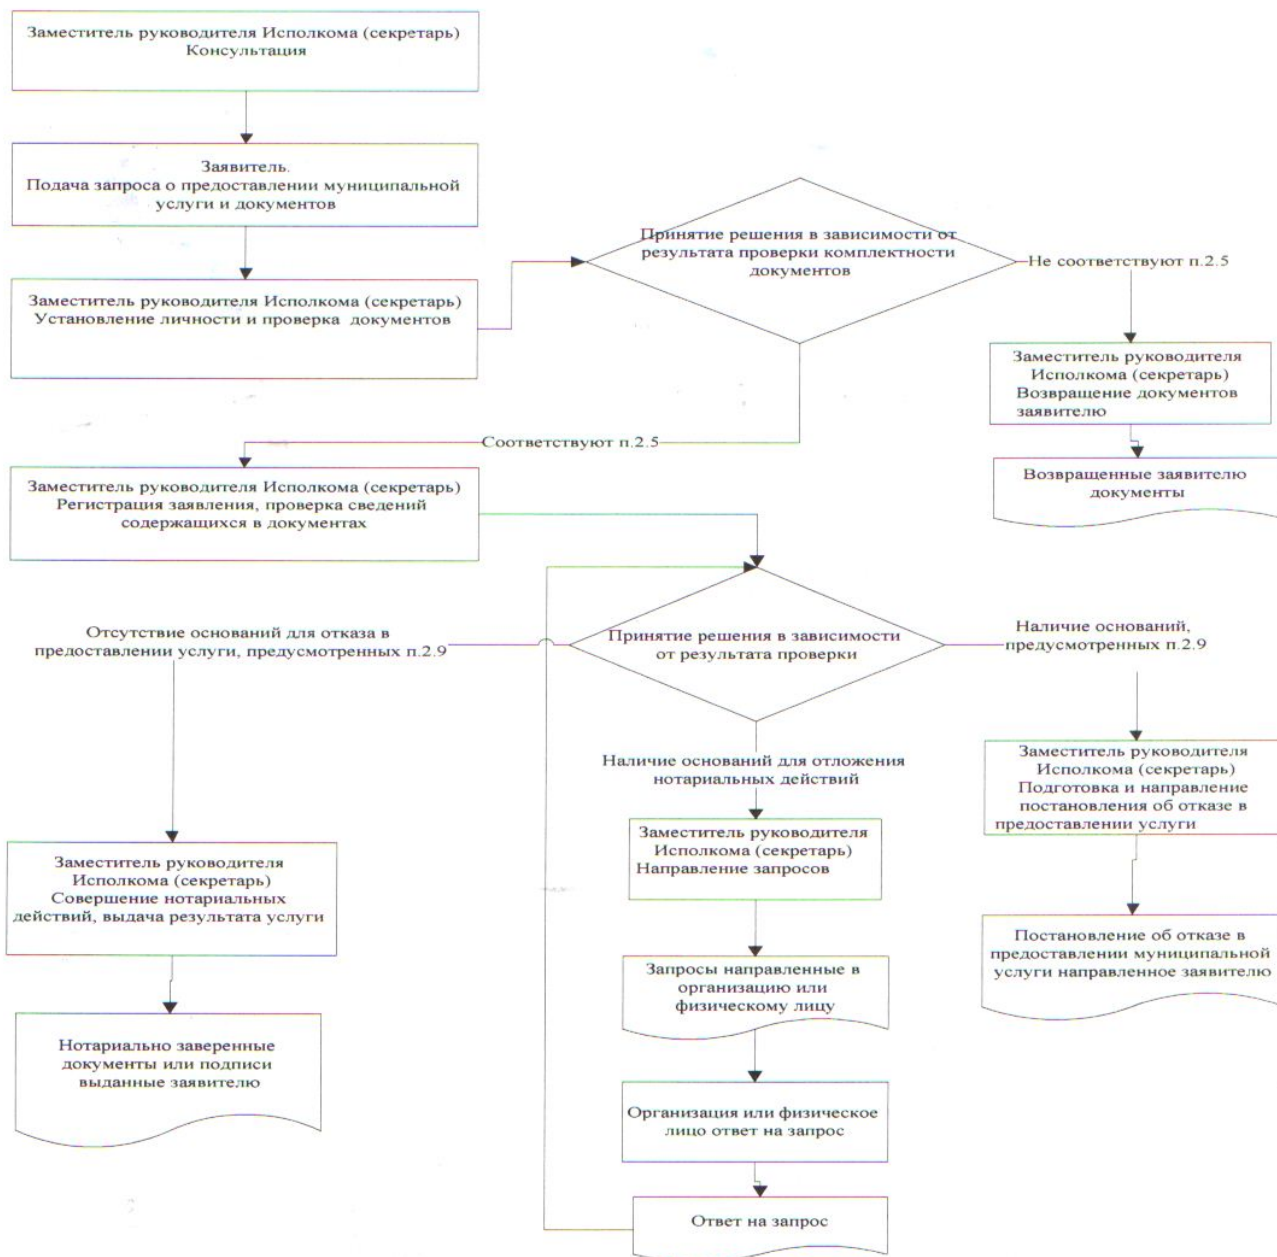 Заместитель руководителя Исполкома (секретарь)
Консультация
Заявитель.
Подача запроса о предоставлении муниципальной
услуги и документов
Заместитель руководителя Исполкома (секретарь)
Установление личности и проверка документов
Принятие решения в зависимости от
результата проверки комплектности
документов
Не соответствуют п.2.5
Заместитель руководителя
Исполкома (секретарь)
Возвращение документов
заявителю
Возвращенные заявителю
документы
Соответствуют п.2.5
Заместитель руководителя Исполкома (секретарь)
Регистрация заявления, проверка сведений
содержащихся в документах
Принятие решения в зависимости
от результата проверки
Отсутствие оснований для отказа в
предоставлении услуги, предусмотренных п.2.9
Заместитель руководителя
Исполкома (секретарь)
Совершение нотариальных
действий, выдача результата услуги
Нотариально заверенные
документы или подписи
выданные заявителю
Наличие оснований для отложения
нотариальных действий
Заместитель руководителя
Исполкома (секретарь)
Направление запросов
Запросы направленные в
организацию или
физическому лицу
Организация или физическое
лицо ответ на запрос
Ответ на запрос
Наличие оснований,
предусмотренных п.2.9
Заместитель руководителя
Исполкома (секретарь)
Подготовка и направление
постановления об отказе в
предоставлении услуги
Постановление об отказе в
предоставлении муниципальной
услуги направленное заявителю